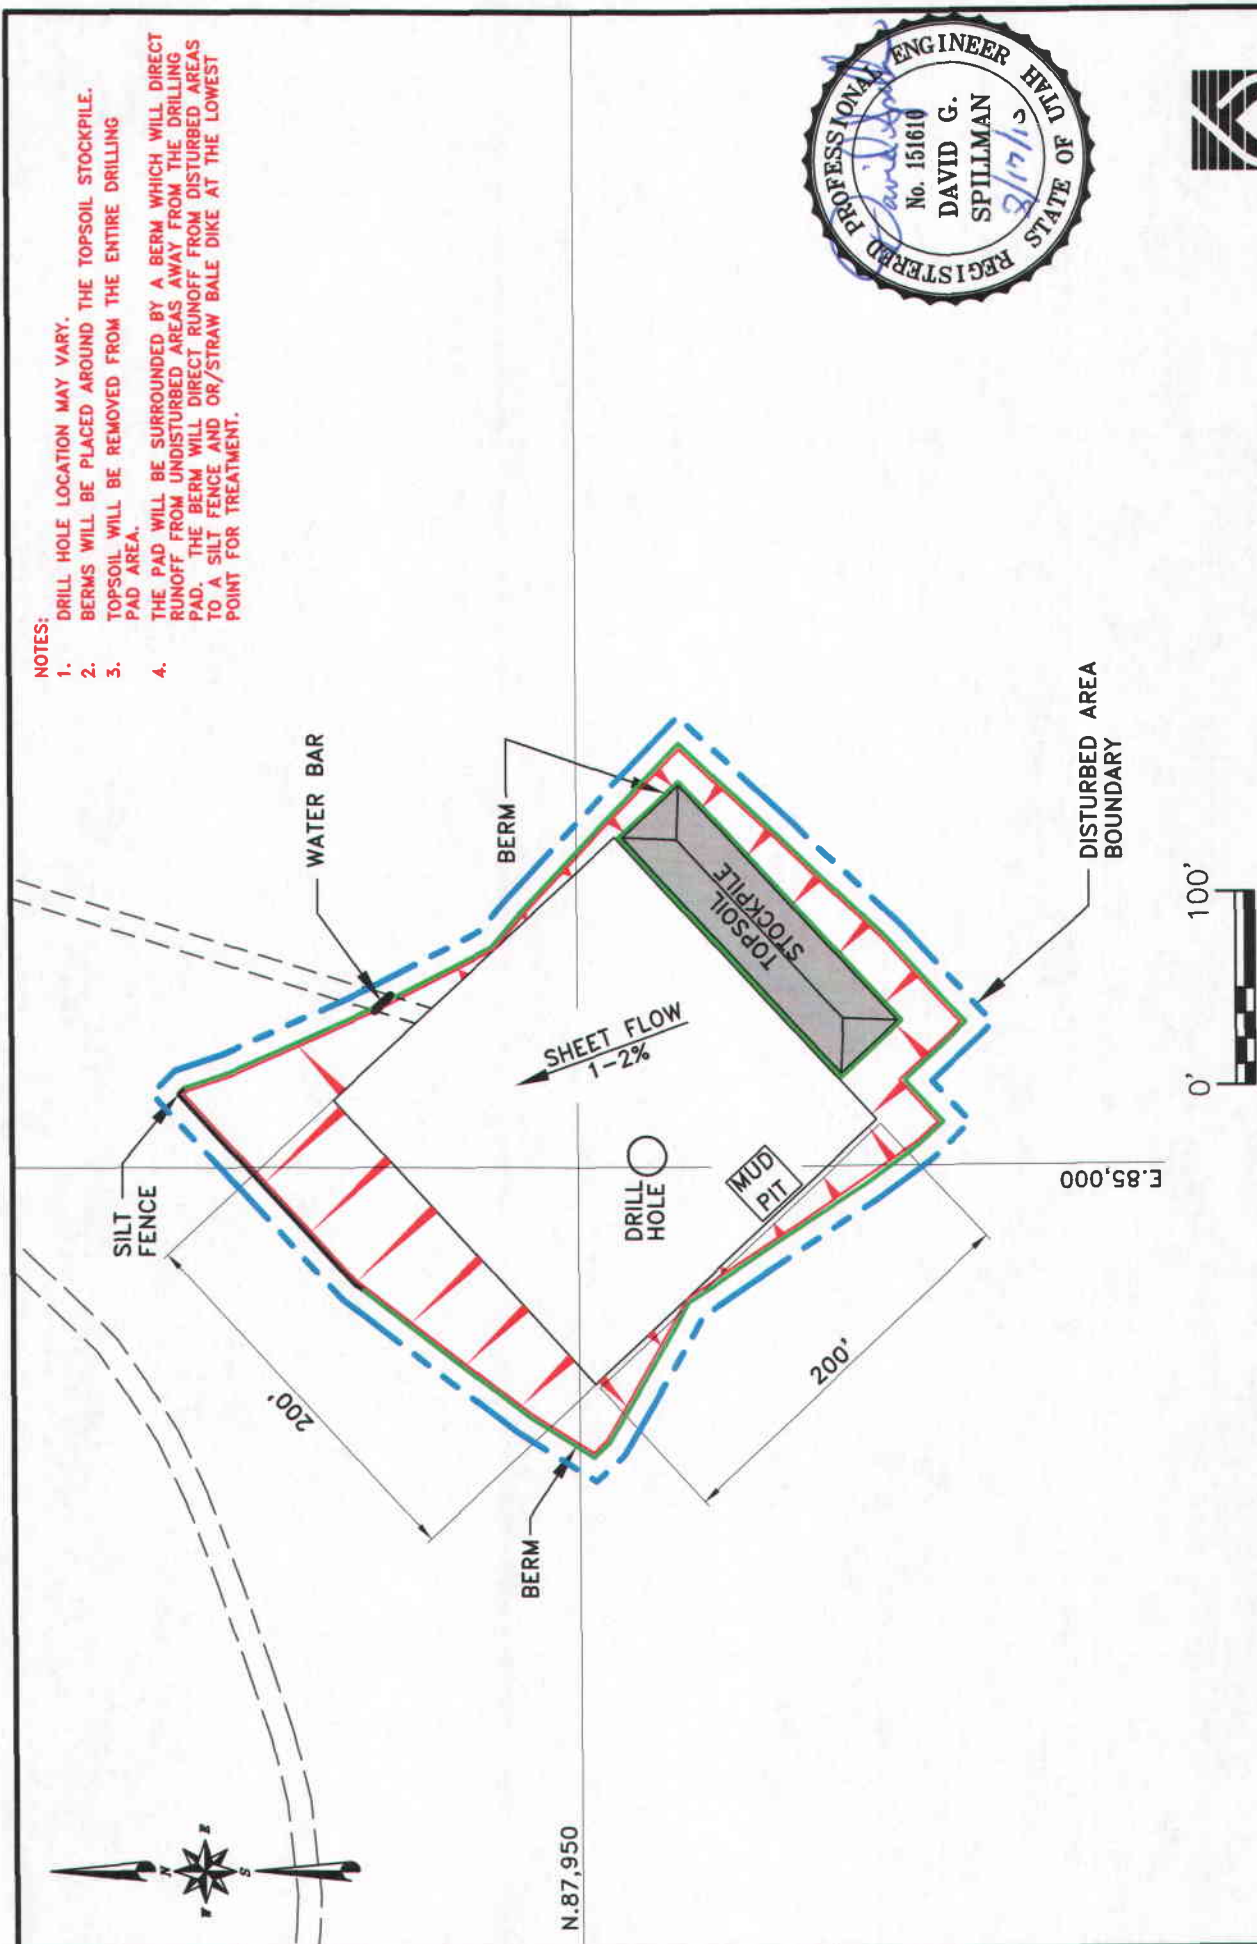 NOTES:
1. DRILL HOLE LOCATION MAY VARY.
2. BERMS WILL BE PLACED AROUND THE TOPSOIL STOCKPILE.
3. TOPSOIL WILL BE REMOVED FROM THE ENTIRE DRILLING
PAD AREA.
4. THE PAD WILL BE SURROUNDED BY A BERM WHICH WILL DIRECT
RUNOFF FROM UNDISTURBED AREAS AWAY FROM THE DRILLING
PAD. THE BERM WILL DIRECT RUNOFF FROM DISTURBED AREAS
TO A SILT FENCE AND OR/STRAW BALE DIKE AT THE LOWEST
POINT FOR TREATMENT.
N
W
E
S
SILT
FENCE
WATER BAR
200'
BERM
BERM
SHEET FLOW
1-2%
TOPSOIL
STOCKPILE
DRILL
HOLE
MUD
PIT
N.87,950
200'
E.85,000
DISTURBED AREA
BOUNDARY
0'
100'
REGISTERED PROFESSIONAL ENGINEER
No. 151610
DAVID G.
SPILLMAN
8/17/13
STATE OF UTAH